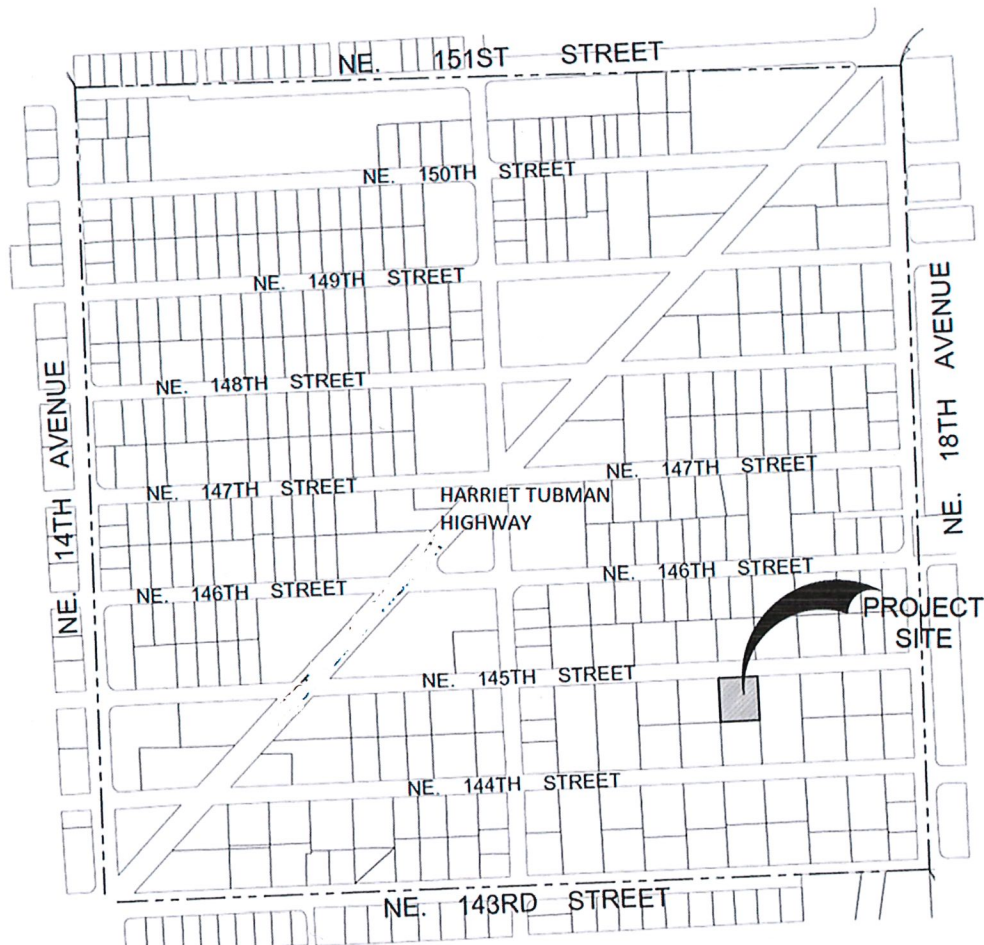 NE. 151ST STREET
NE. 150TH STREET
NE. 149TH STREET
NE. 148TH STREET
NE. 14TH AVENUE
NE. 18TH AVENUE
NE. 147TH STREET
NE. 147TH STREET
HARRIET TUBMAN
HIGHWAY
NE. 146TH STREET
NE. 146TH STREET
PROJECT
SITE
NE. 145TH STREET
NE. 144TH STREET
NE. 143RD STREET